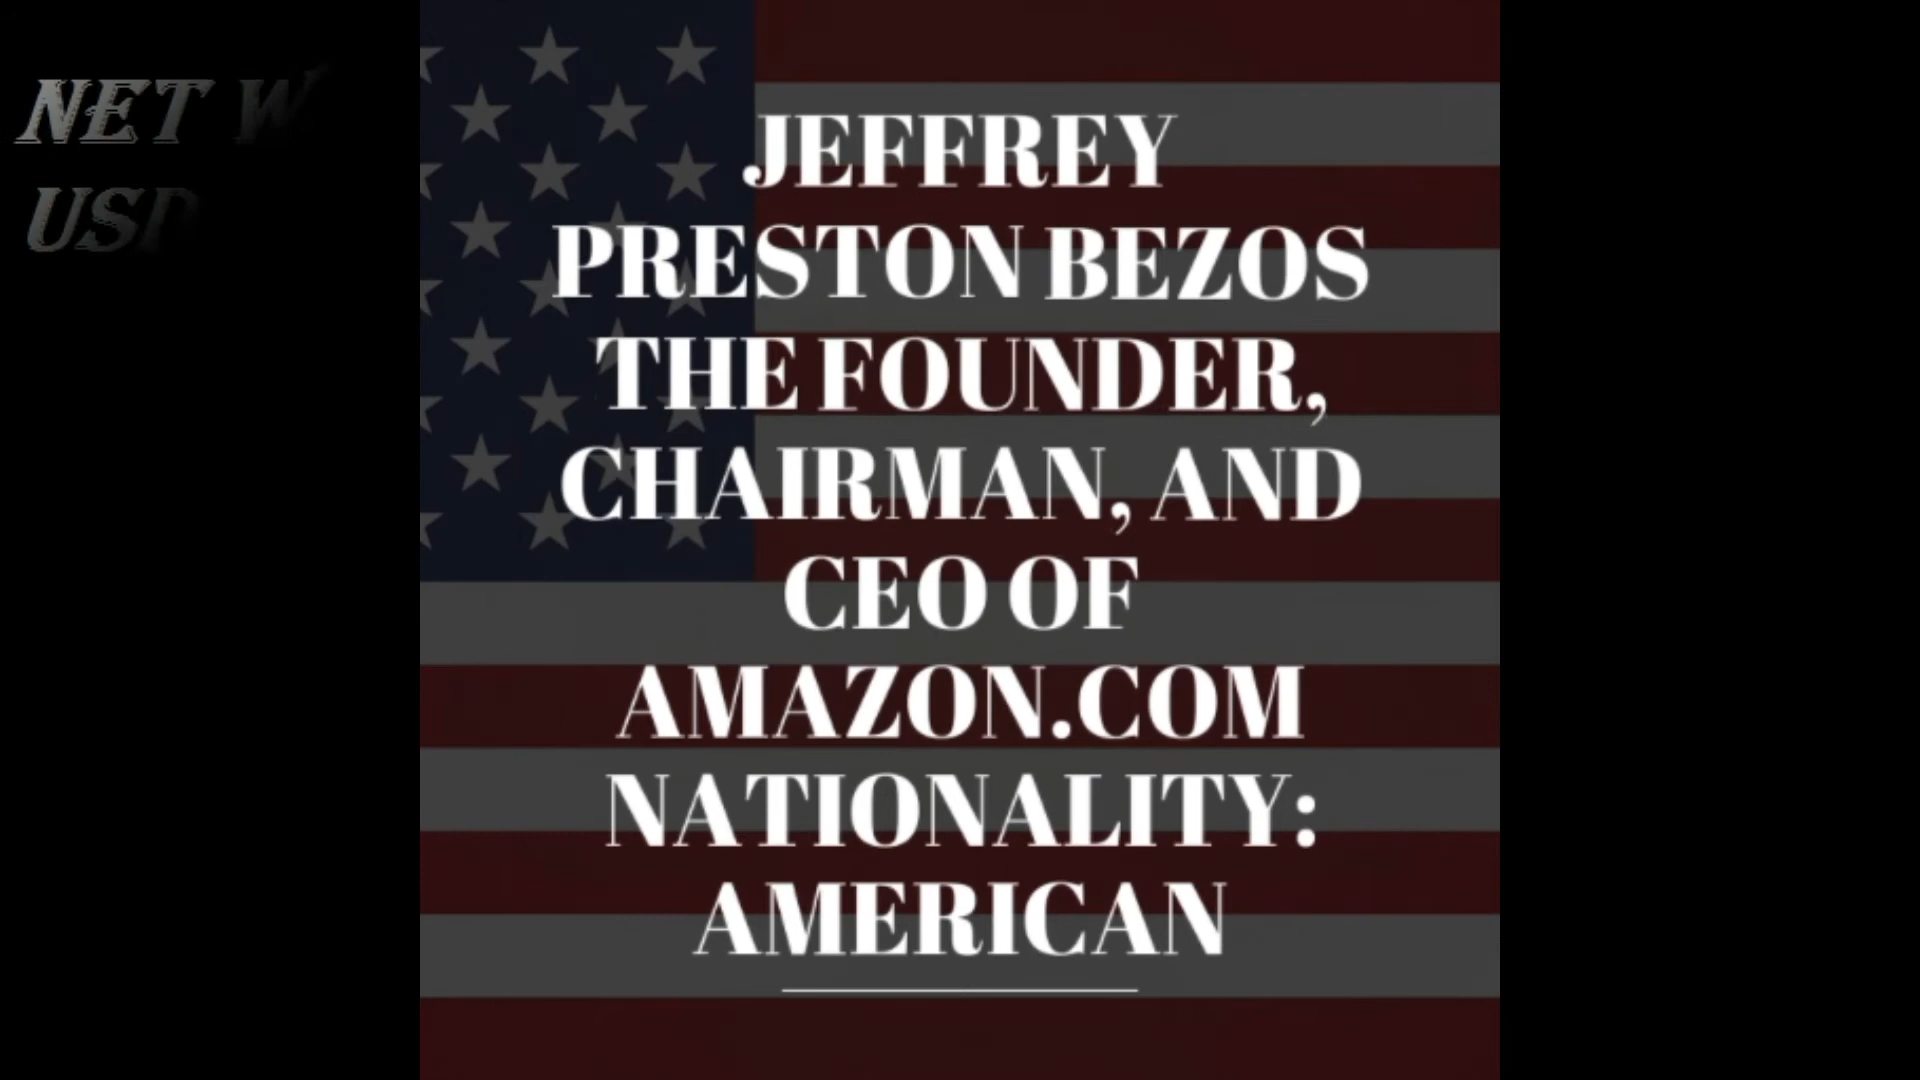 NET W
USD
JEFFREY
PRESTON BEZOS
THE FOUNDER,
CHAIRMAN, AND
CEO OF
AMAZON.COM
NATIONALITY:
AMERICAN